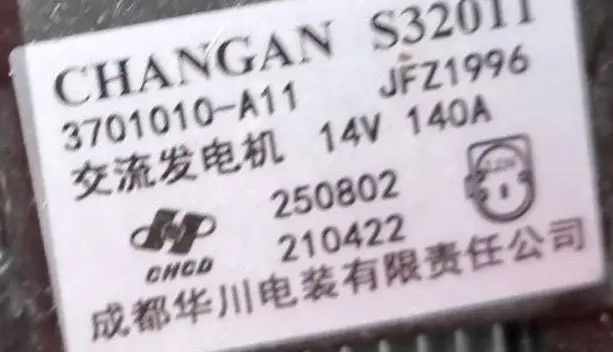 CHANGAN S32011
3701010-A11 JFZ1996
交流发电机 14V 140A
250802
CHCD 210422
成都华川电装有限责任公司